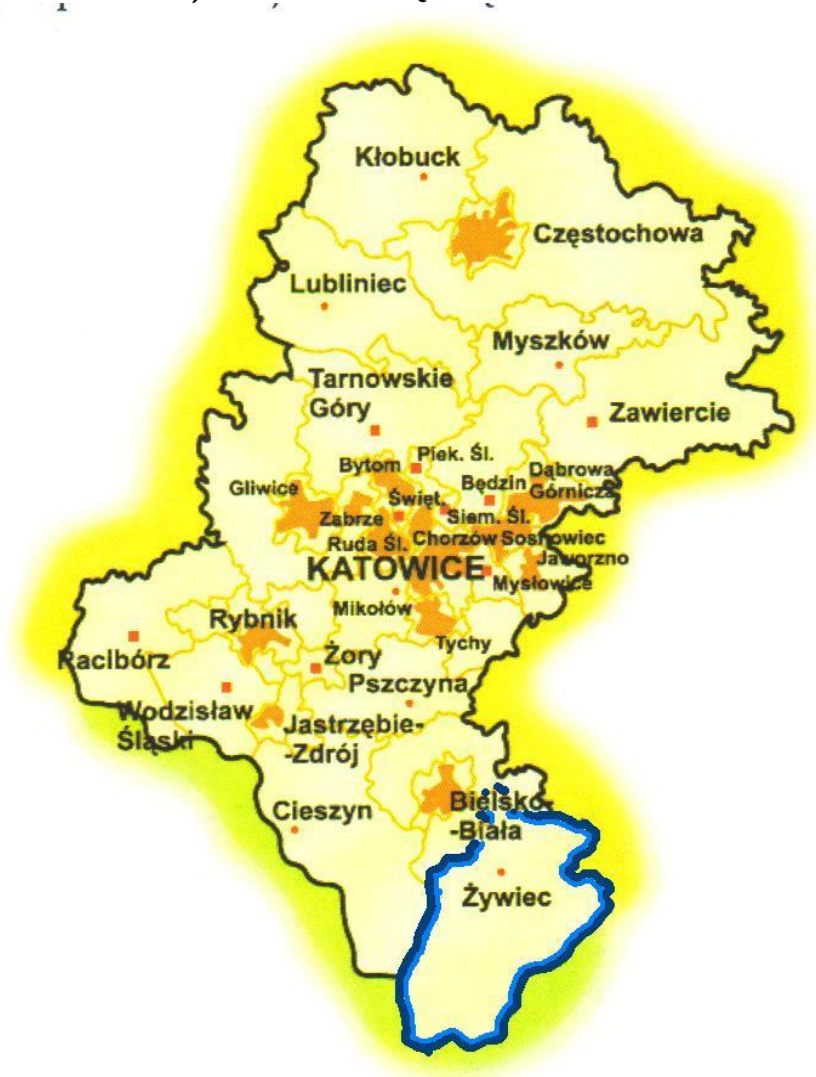 Kłobuck
Częstochowa
Lubliniec
Myszków
Tarnowskie
Góry
Zawiercie
Piek. Śl.
Bytom
Dąbrowa
Górnicza
Będzin
Gliwice
Święt.
Zabrze
Siem. Śl.
Ruda Śl.
Chorzów
Sosnowiec
KATOWICE
Jaworzno
Mysłowice
Mikołów
Rybnik
Tychy
Racibórz
Żory
Pszczyna
Wodzisław
Śląski
Jastrzębie-
-Zdrój
Cieszyn
Bielsko-
-Biała
Żywiec